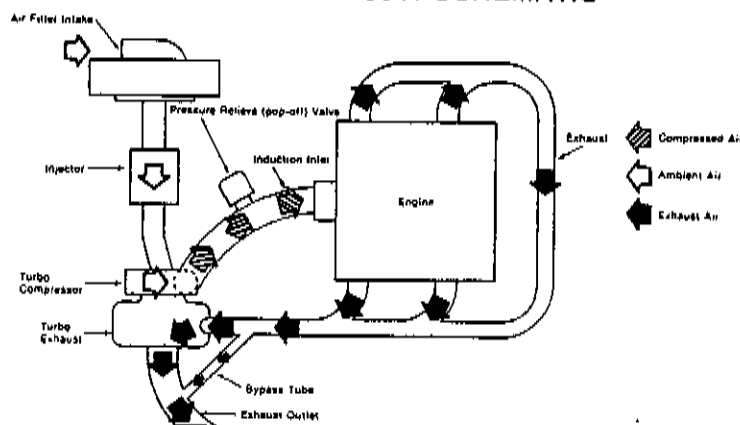 Air Filter Intake
Pressure Relieve (pop-off) Valve
Induction Inlet
Injector
Engine
Exhaust
Compressed Air
Ambient Air
Exhaust Air
Turbo
Compressor
Turbo
Exhaust
Bypass Tube
Exhaust Outlet